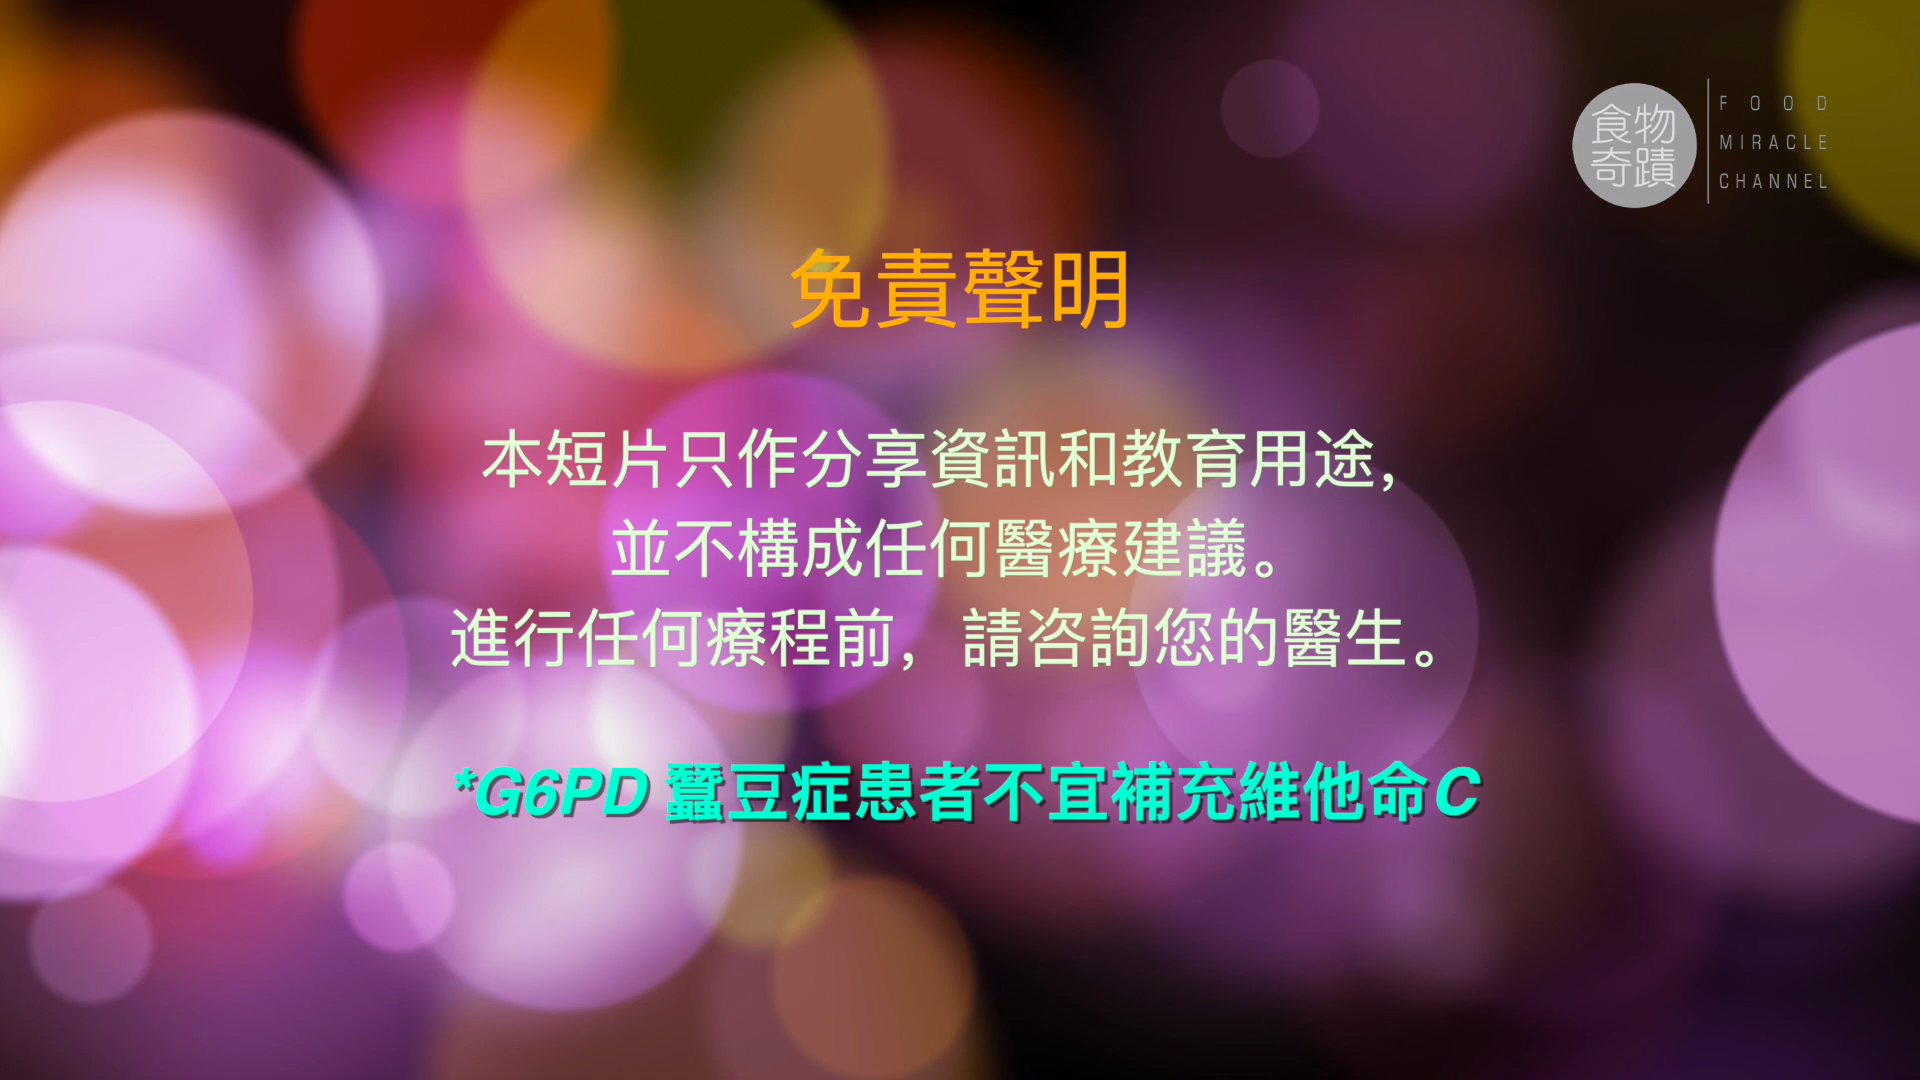 食物
奇蹟
FOOD
MIRACLE
CHANNEL
免責聲明
本短片只作分享資訊和教育用途，
並不構成任何醫療建議。
進行任何療程前，請咨詢您的醫生。
*G6PD 蠶豆症患者不宜補充維他命C